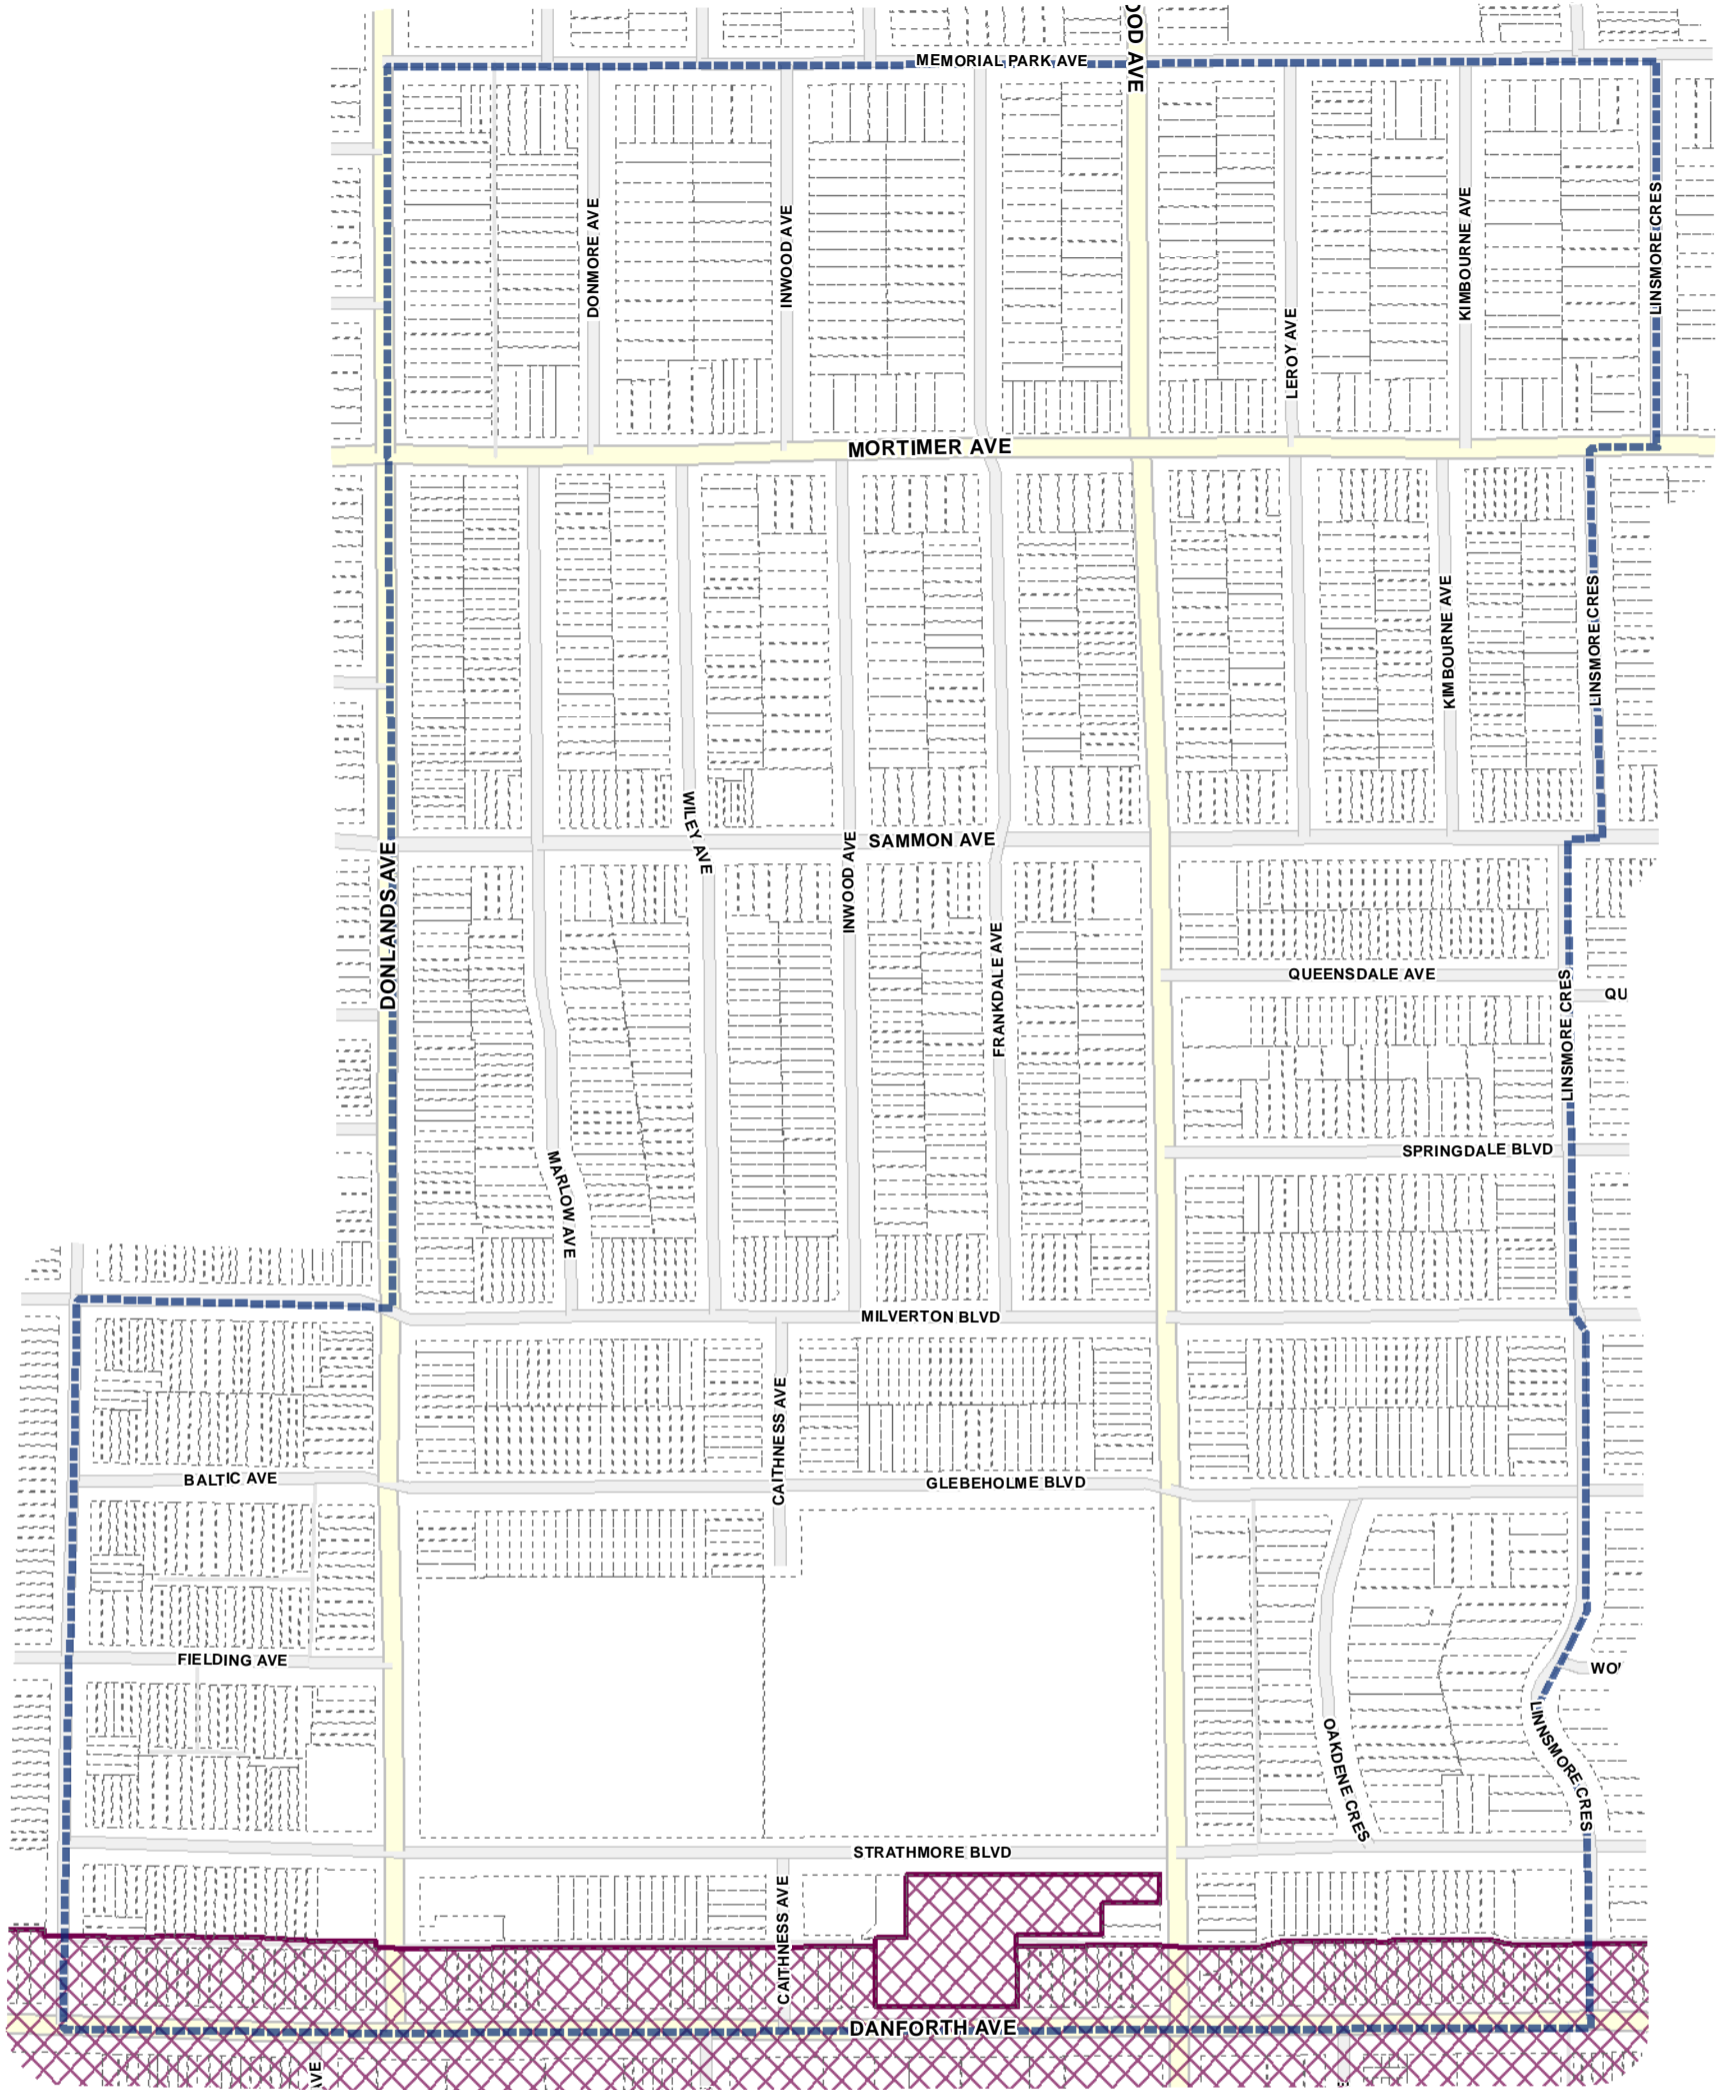 OOD AVE
MEMORIAL PARK AVE
DONMORE AVE
INWOOD AVE
LEROY AVE
KIMBOURNE AVE
LINSMORE CRES
MORTIMER AVE
KIMBOURNE AVE
LINSMORE CRES
WILEY AVE
INWOOD AVE
SAMMON AVE
DONLANDS AVE
FRANKDALE AVE
QUEENSDALE AVE
LINSMORE CRES
QU
MARLOW AVE
SPRINGDALE BLVD
MILVERTON BLVD
CAITHNESS AVE
BALTIC AVE
GLEBEHOLME BLVD
FIELDING AVE
WO
OAKDENE CRES
LINNSMORE CRES
STRATHMORE BLVD
CAITHNESS AVE
DANFORTH AVE
AVE